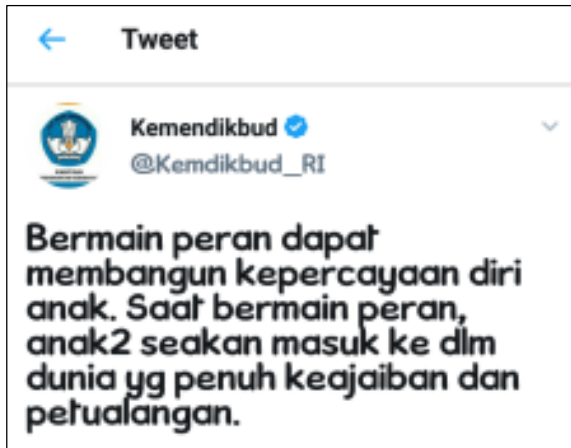 Tweet
Kemendikbud
@Kemdikbud_RI
Bermain peran dapat
membangun kepercayaan diri
anak. Saat bermain peran,
anak2 seakan masuk ke dlm
dunia yg penuh keajaiban dan
petualangan.